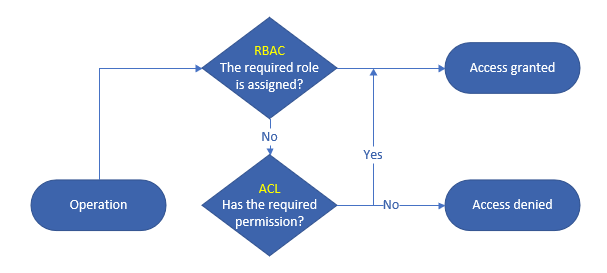 RBAC
The required role
is assigned?
Access granted
No
Yes
Operation
ACL
Has the required
permission?
No
Access denied